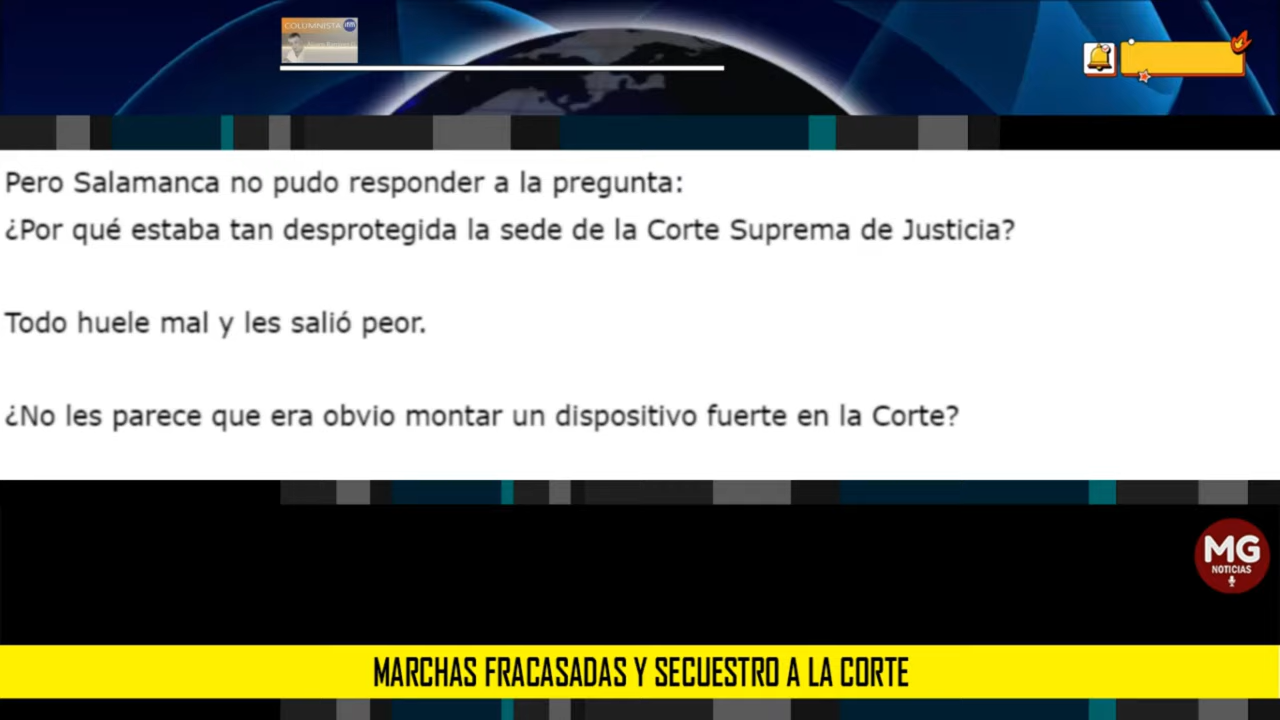 COLUMNISTA
Pero Salamanca no pudo responder a la pregunta:
¿Por qué estaba tan desprotegida la sede de la Corte Suprema de Justicia?
Todo huele mal y les salió peor.
¿No les parece que era obvio montar un dispositivo fuerte en la Corte?
MG
NOTICIAS
MARCHAS FRACASADAS Y SECUESTRO A LA CORTE